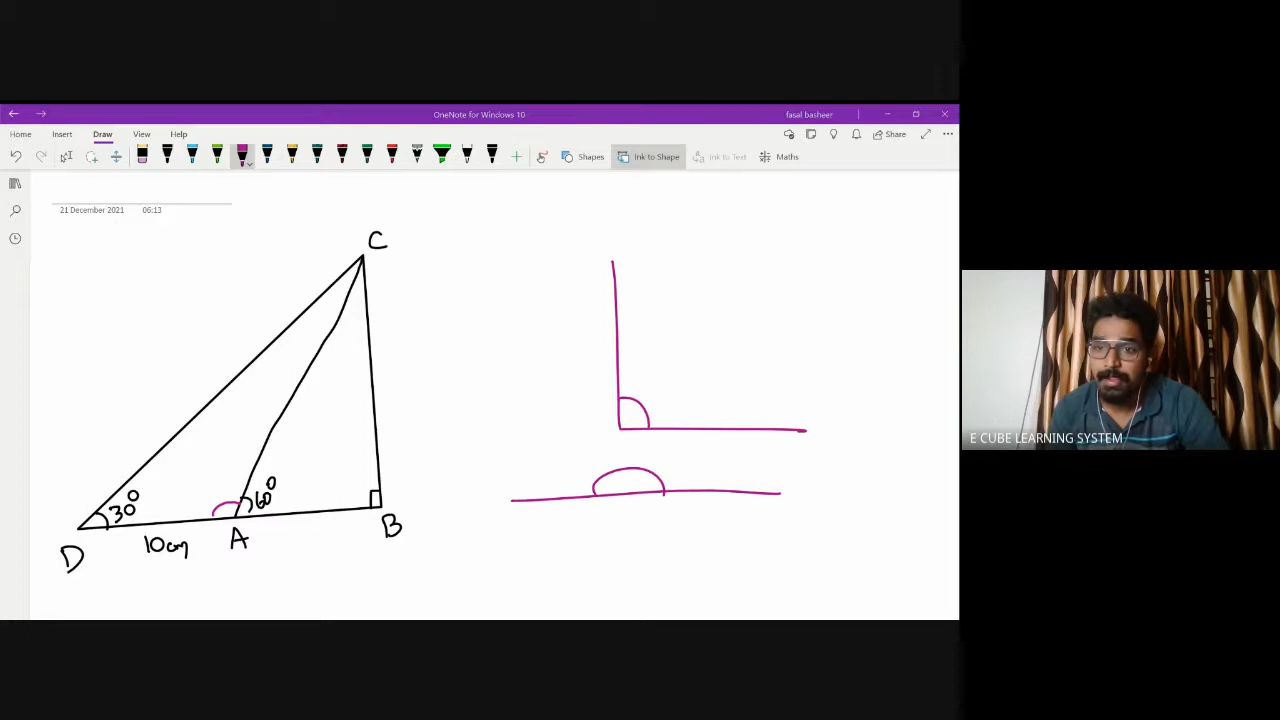 OneNote for Windows 10
fasal basheer
Home Insert Draw View Help
Share
Shapes
Ink to Shape
Ink to Text
Maths
21 December 2021 06:13
C
30°
60°
D
10cm
A
B
E CUBE LEARNING SYSTEM